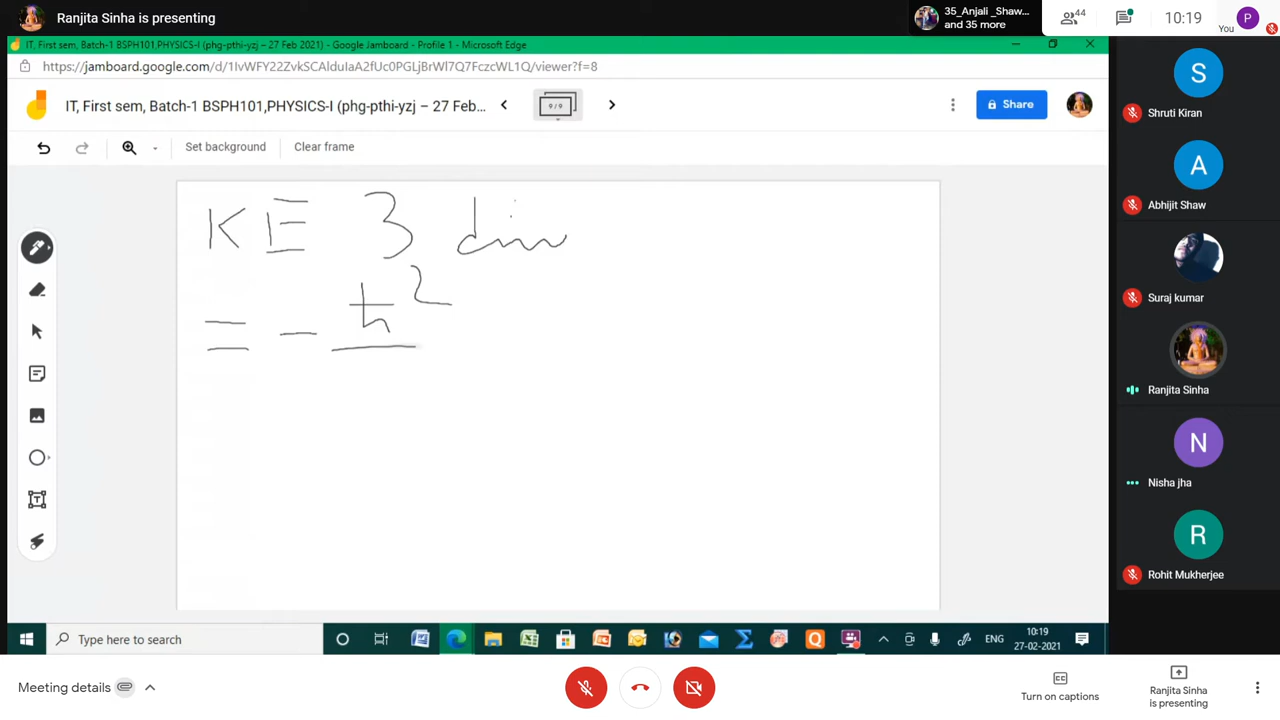 Ranjita Sinha is presenting
35_Anjali _Shaw...
and 35 more
44
10:19
You
P
IT, First sem, Batch-1 BSPH101,PHYSICS-I (phg-pthi-yzj – 27 Feb 2021) - Google Jamboard - Profile 1 - Microsoft Edge
https://jamboard.google.com/d/1IvWFY22ZvkSCAlduIaA2fUc0PGLjBrWl7Q7FczcWL1Q/viewer?f=8
IT, First sem, Batch-1 BSPH101,PHYSICS-I (phg-pthi-yzj – 27 Feb...
9 / 9
Share
Set background
Clear frame
KE 3 dim
= - ħ²
S
Shruti Kiran
A
Abhijit Shaw
Suraj kumar
Ranjita Sinha
N
Nisha jha
R
Rohit Mukherjee
Type here to search
ENG
10:19
27-02-2021
Meeting details
Turn on captions
Ranjita Sinha
is presenting